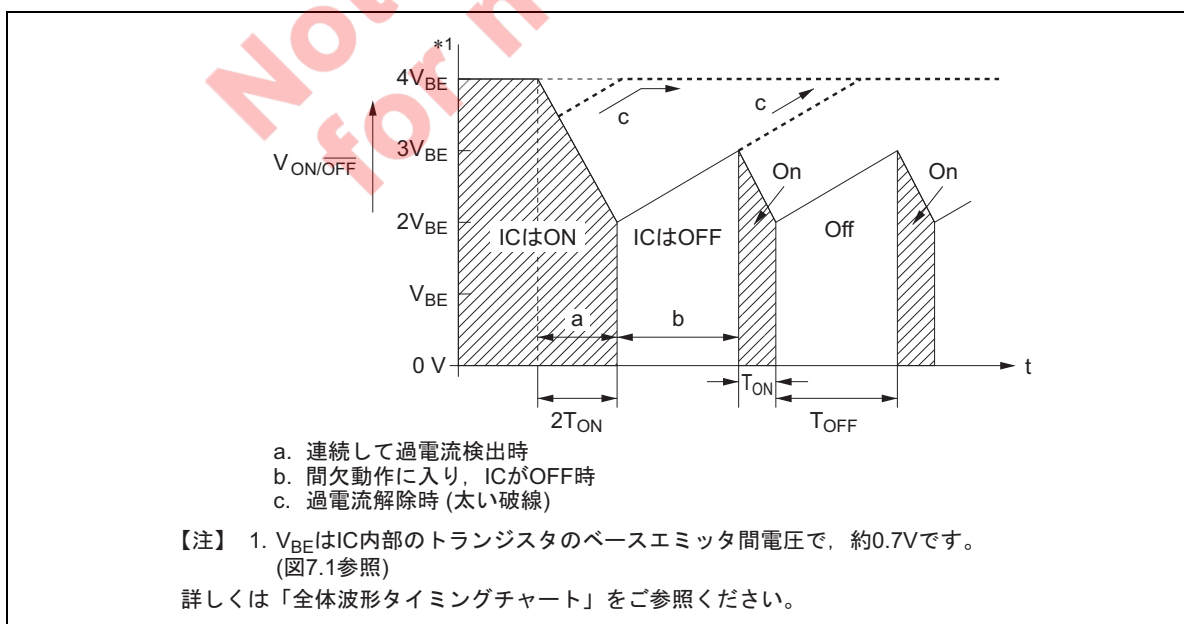 Not
for n
*1
4VBE
3VBE
2VBE
VBE
0 V
VON/OFF
c
c
On
On
ICはON
ICはOFF
Off
a
b
t
TON
2TON
TOFF
a. 連続して過電流検出時
b. 間欠動作に入り，ICがOFF時
c. 過電流解除時 (太い破線)
【注】 1. VBEはIC内部のトランジスタのベースエミッタ間電圧で，約0.7Vです。
(図7.1参照)
詳しくは「全体波形タイミングチャート」をご参照ください。